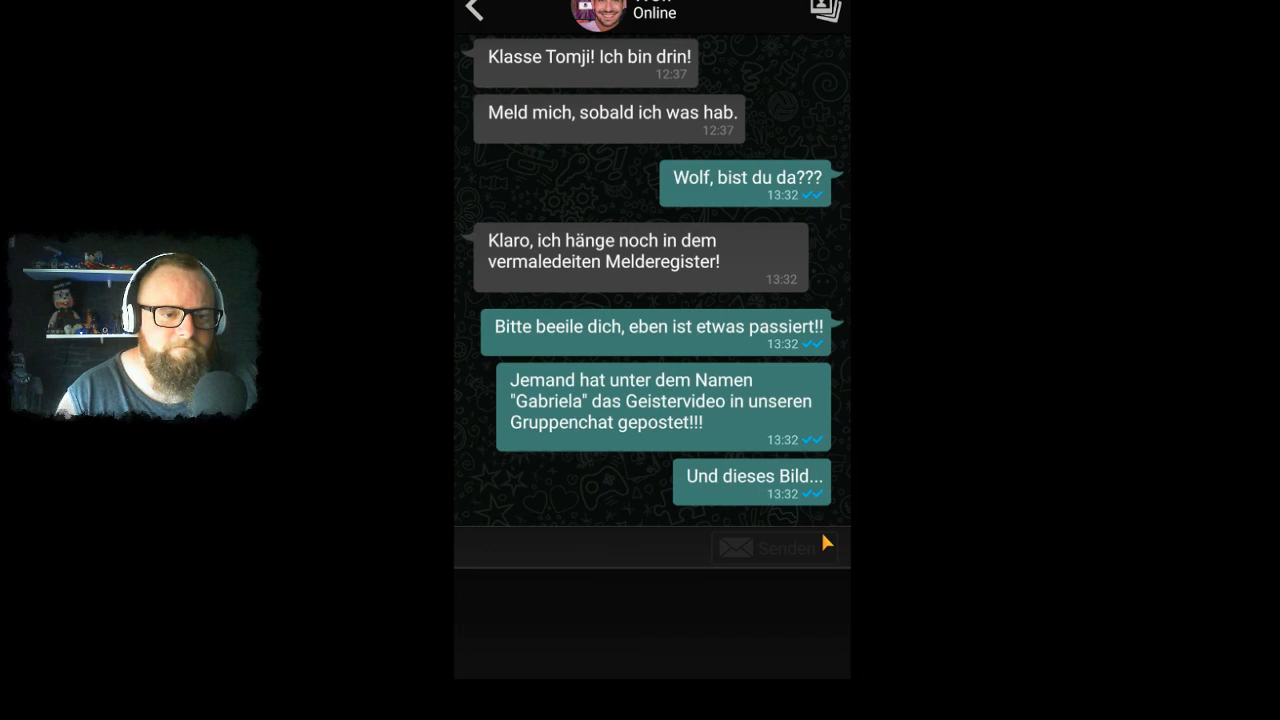 Online
Klasse Tomji! Ich bin drin!
12:37
Meld mich, sobald ich was hab.
12:37
Wolf, bist du da???
13:32
Klaro, ich hänge noch in dem
vermaledeiten Melderegister!
13:32
Bitte beeile dich, eben ist etwas passiert!!
13:32
Jemand hat unter dem Namen
"Gabriela" das Geistervideo in unseren
Gruppenchat gepostet!!!
13:32
Und dieses Bild...
13:32
Senden